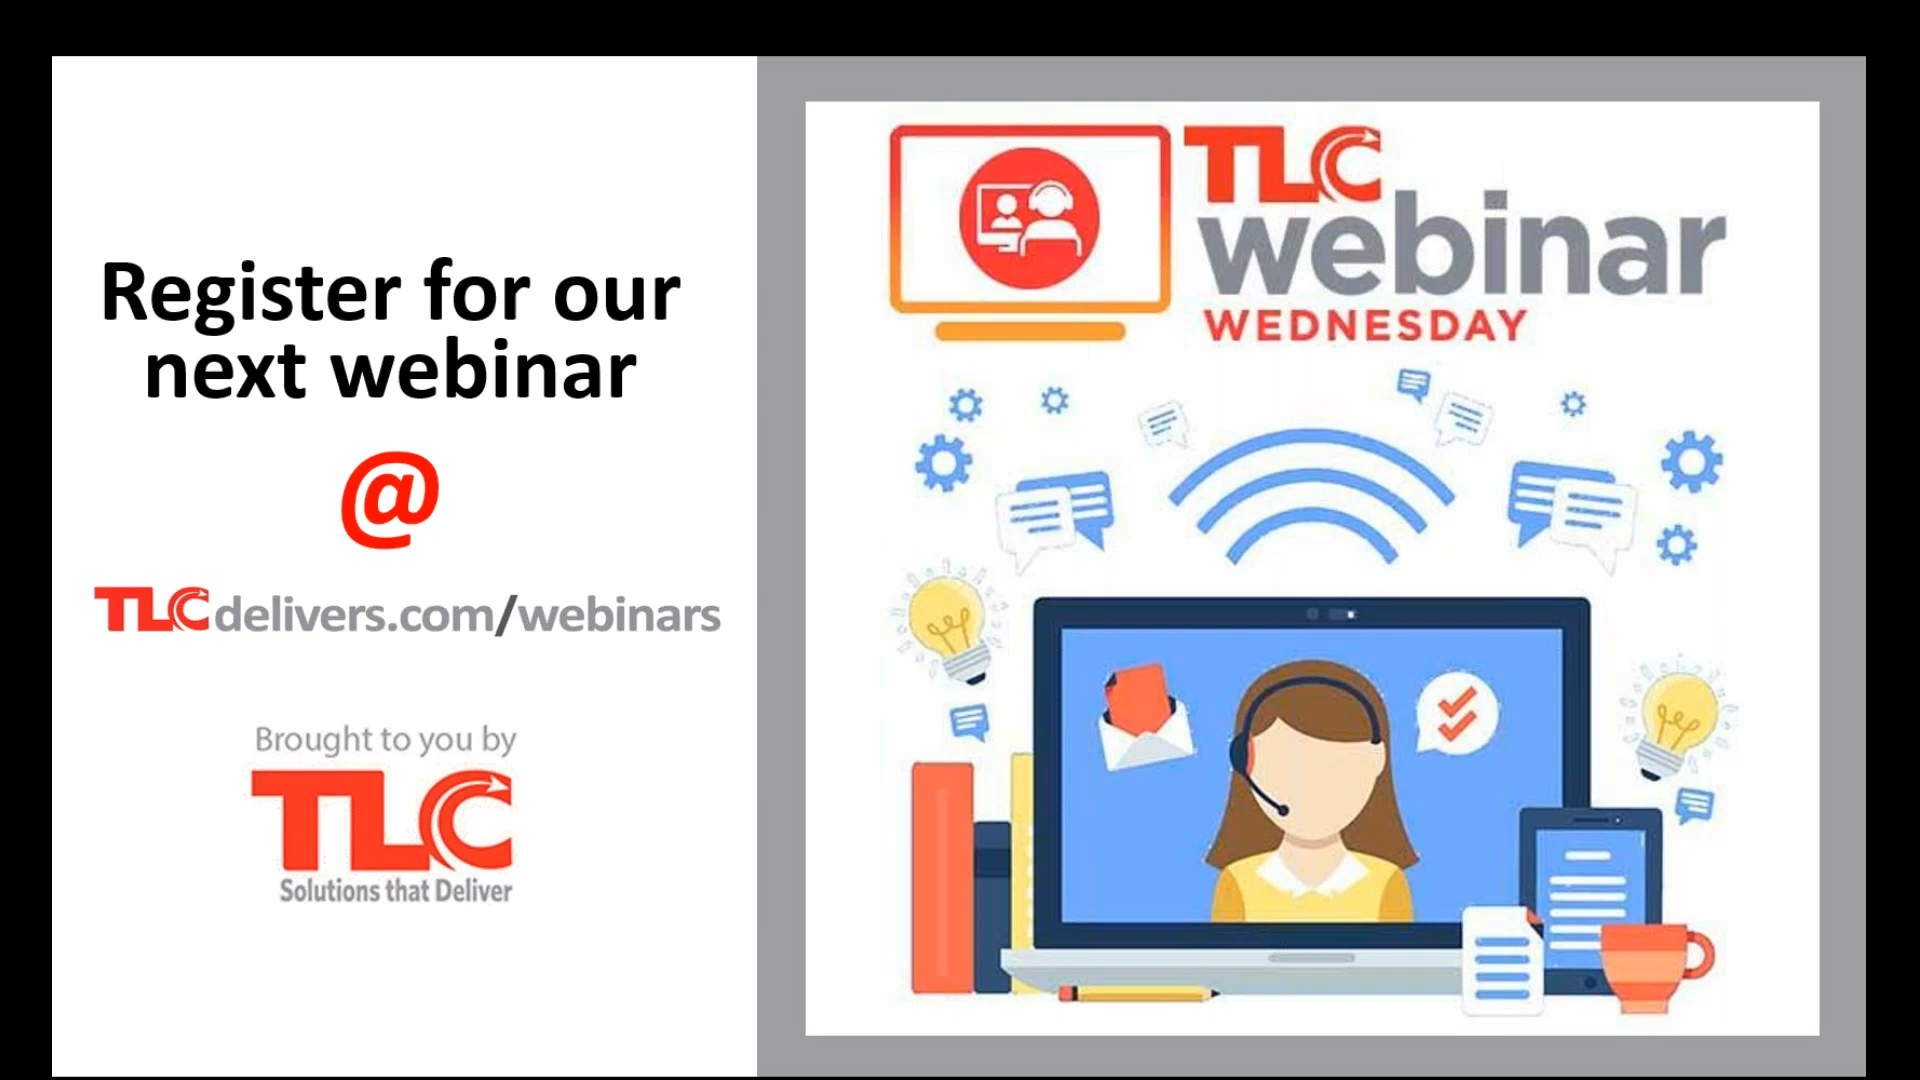 Register for our
next webinar
@
TLCdelivers.com/webinars
Brought to you by
TLC
Solutions that Deliver
TLC
webinar
WEDNESDAY